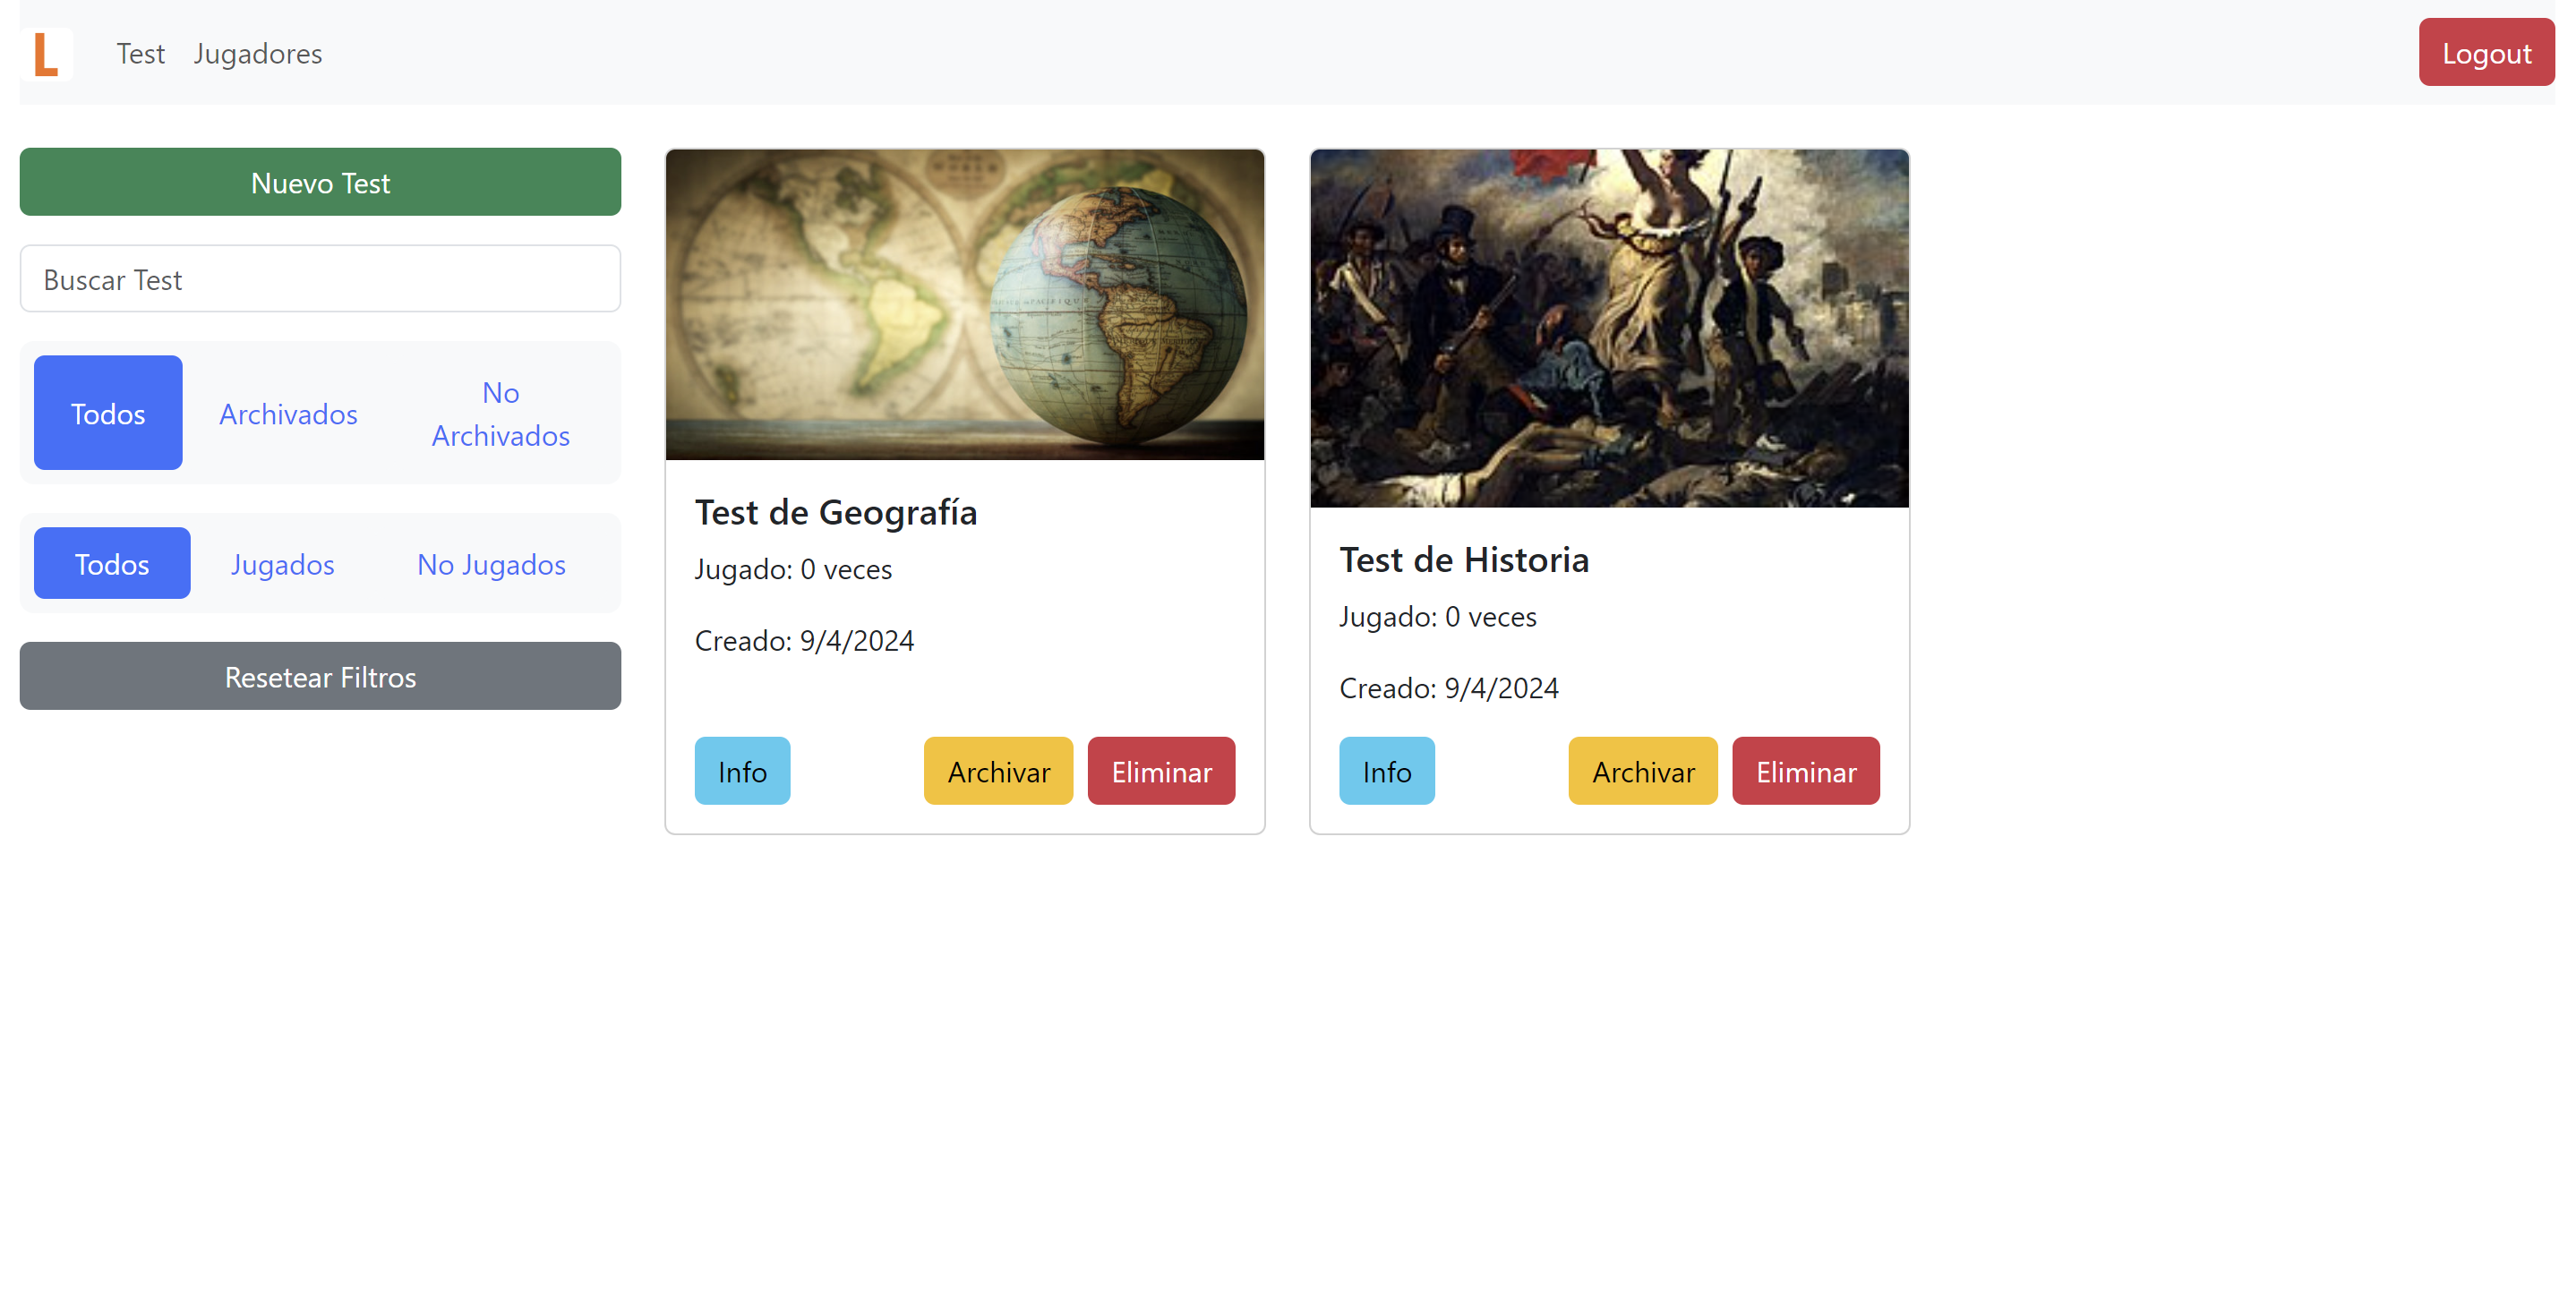 L
Test
Jugadores
Logout
Nuevo Test
Buscar Test
Todos
Archivados
No
Archivados
Todos
Jugados
No Jugados
Resetear Filtros
Test de Geografía
Jugado: 0 veces
Creado: 9/4/2024
Info
Archivar
Eliminar
Test de Historia
Jugado: 0 veces
Creado: 9/4/2024
Info
Archivar
Eliminar